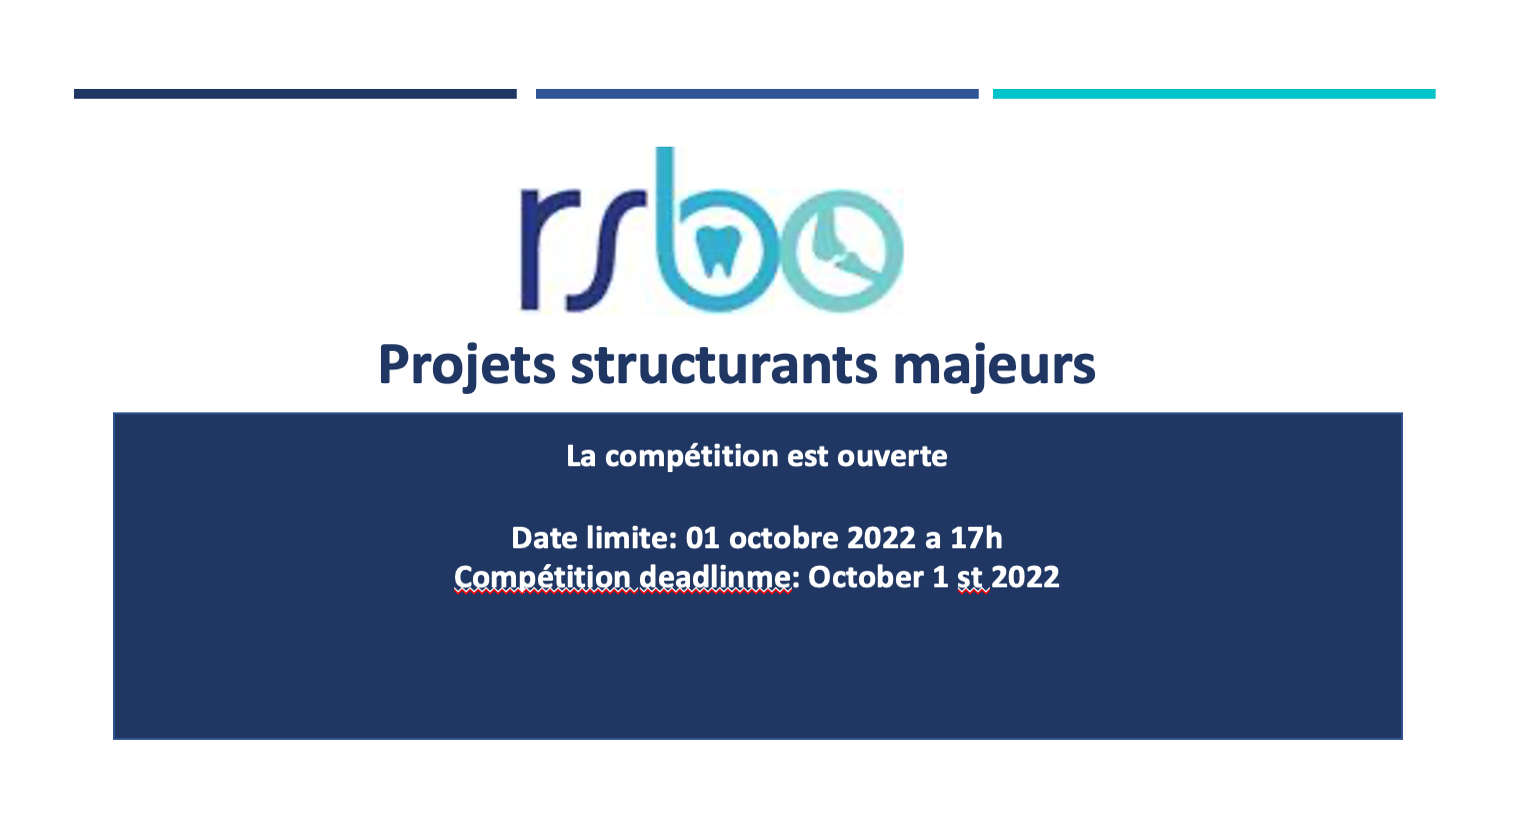 rsbo
Projets structurants majeurs
La compétition est ouverte
Date limite: 01 octobre 2022 a 17h
Compétition deadlinme: October 1 st 2022